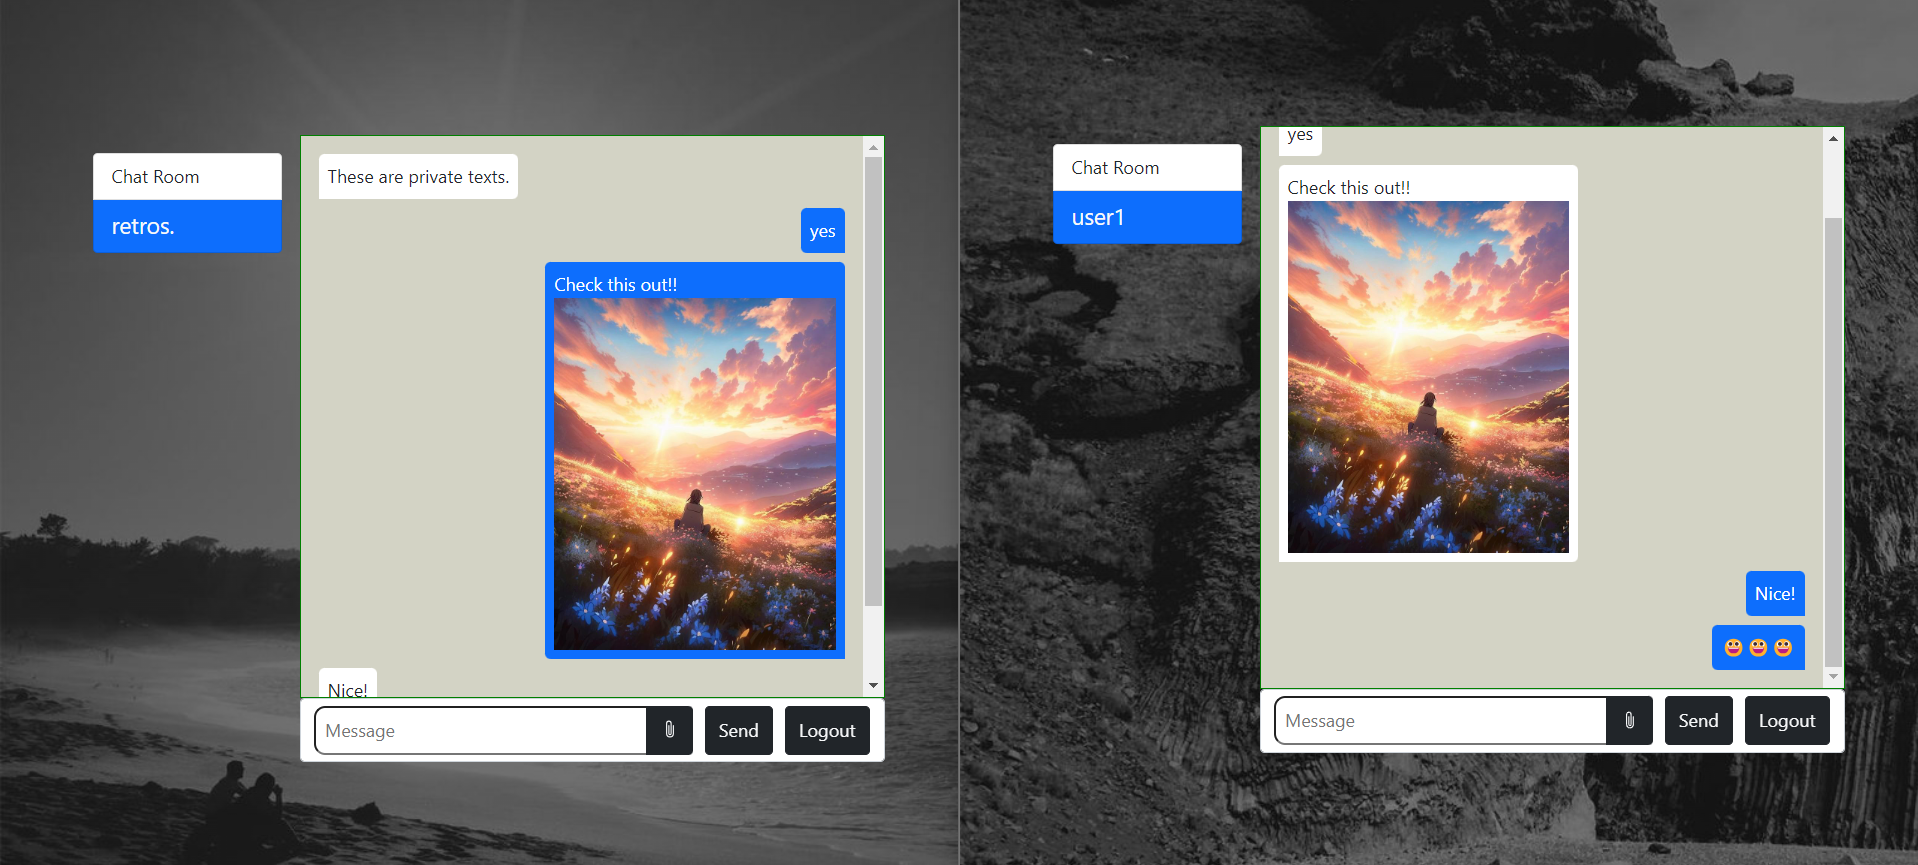 Chat Room
retros.
These are private texts.
yes
Check this out!!
Nice!
Message
Send
Logout
Chat Room
user1
yes
Check this out!!
Nice!
😀😀😀
Message
Send
Logout